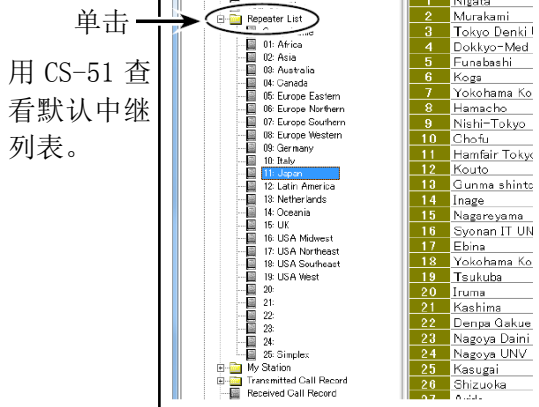 单击
用 CS-51 查
看默认中继
列表。
Repeater List
01: Africa
02: Asia
03: Australia
04: Canada
05: Europe Eastern
06: Europe Northern
07: Europe Southern
08: Europe Western
09: Germany
10: Italy
11: Japan
12: Latin America
13: Netherlands
14: Oceania
15: UK
16: USA Midwest
17: USA Northeast
18: USA Southeast
19: USA West
20:
21:
22:
23:
24:
25: Simplex
My Station
Transmitted Call Record
Received Call Record
1 Niigata
2 Murakami
3 Tokyo Denki U
4 Dokkyo-Med
5 Funabashi
6 Koga
7 Yokohama Ko
8 Hamacho
9 Nishi-Tokyo
10 Chofu
11 Hamfair Tokyo
12 Kouto
13 Gunma shinto
14 Inage
15 Nagareyama
16 Syonan IT UN
17 Ebina
18 Yokohama Ko
19 Tsukuba
20 Iruma
21 Kashima
22 Denpa Gakue
23 Nagoya Daini
24 Nagoya UNV
25 Kasugai
26 Shizuoka